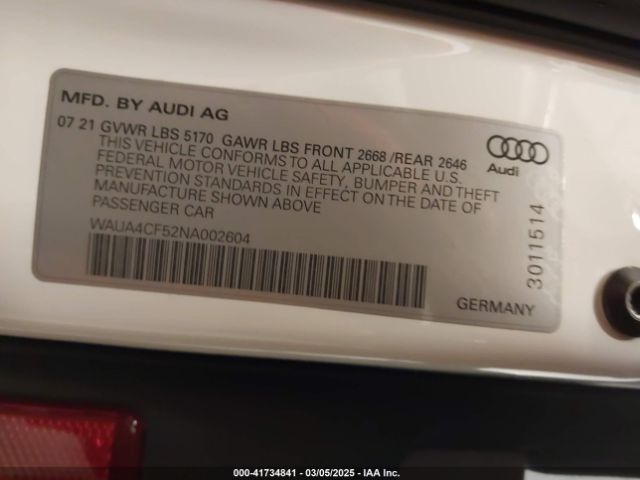 MFD. BY AUDI AG
07 21 GVWR LBS 5170 GAWR LBS FRONT 2668 /REAR 2646
THIS VEHICLE CONFORMS TO ALL APPLICABLE U.S.
FEDERAL MOTOR VEHICLE SAFETY, BUMPER AND THEFT
PREVENTION STANDARDS IN EFFECT ON THE DATE OF
MANUFACTURE SHOWN ABOVE
PASSENGER CAR
WAUA4CF52NA002604
Audi
3011514
GERMANY
000-41734841 - 03/05/2025 - IAA Inc.